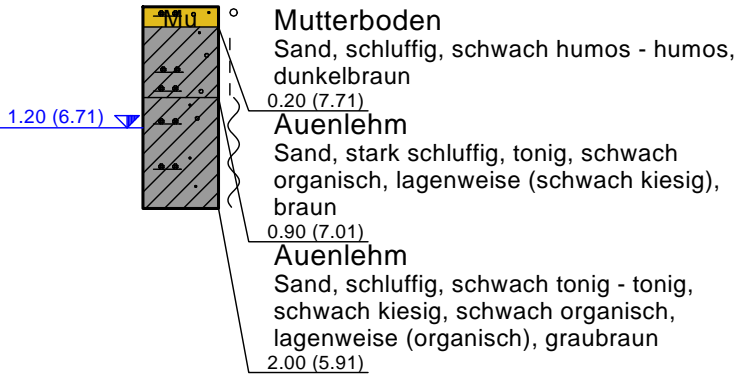 Mu
Mutterboden
Sand, schluffig, schwach humos - humos,
dunkelbraun
0.20 (7.71)
1.20 (6.71)
Auenlehm
Sand, stark schluffig, tonig, schwach
organisch, lagenweise (schwach kiesig),
braun
0.90 (7.01)
Auenlehm
Sand, schluffig, schwach tonig - tonig,
schwach kiesig, schwach organisch,
lagenweise (organisch), graubraun
2.00 (5.91)